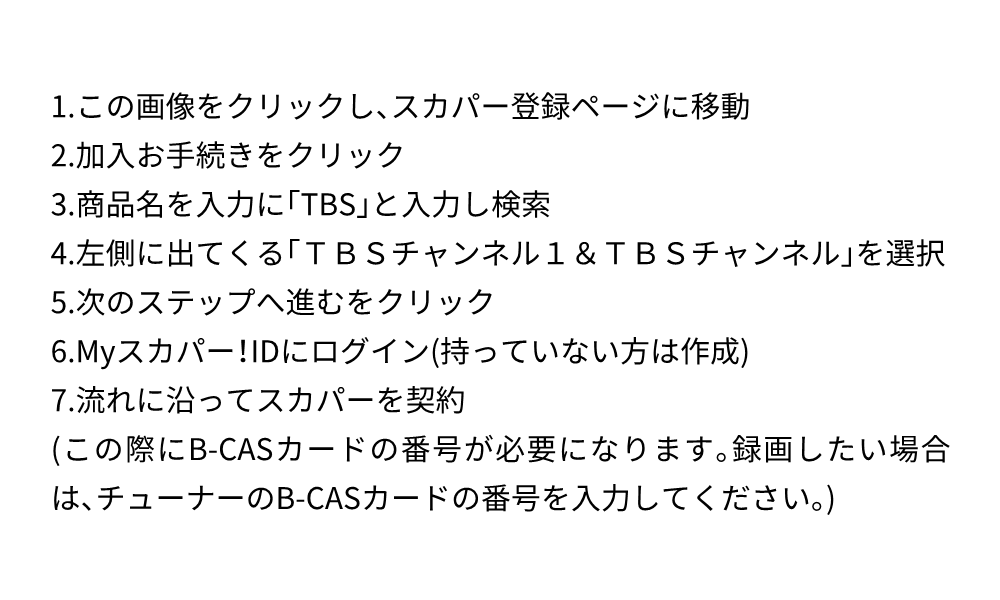 1.この画像をクリックし、スカパー登録ページに移動
2.加入お手続きをクリック
3.商品名を入力に「TBS」と入力し検索
4.左側に出てくる「ＴＢＳチャンネル１＆ＴＢＳチャンネル」を選択
5.次のステップへ進むをクリック
6.Myスカパー！IDにログイン(持っていない方は作成)
7.流れに沿ってスカパーを契約
(この際にB-CASカードの番号が必要になります。録画したい場合
は、チューナーのB-CASカードの番号を入力してください。)